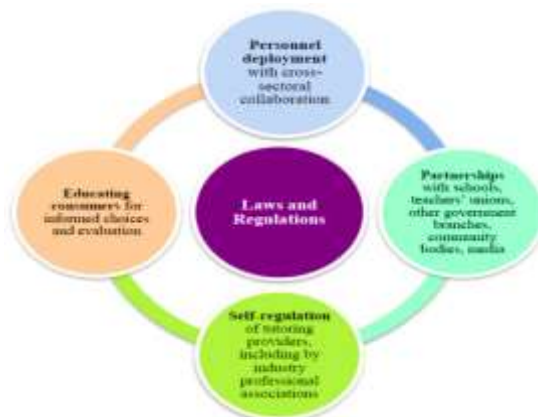 Personnel
deployment
with cross-
sectoral
collaboration
Educating
consumers for
informed choices
and evaluation
Laws and
Regulations
Partnerships
with schools,
teachers' unions,
other government
branches,
community
bodies, media
Self-regulation
of tutoring
providers,
including by
industry
professional
associations